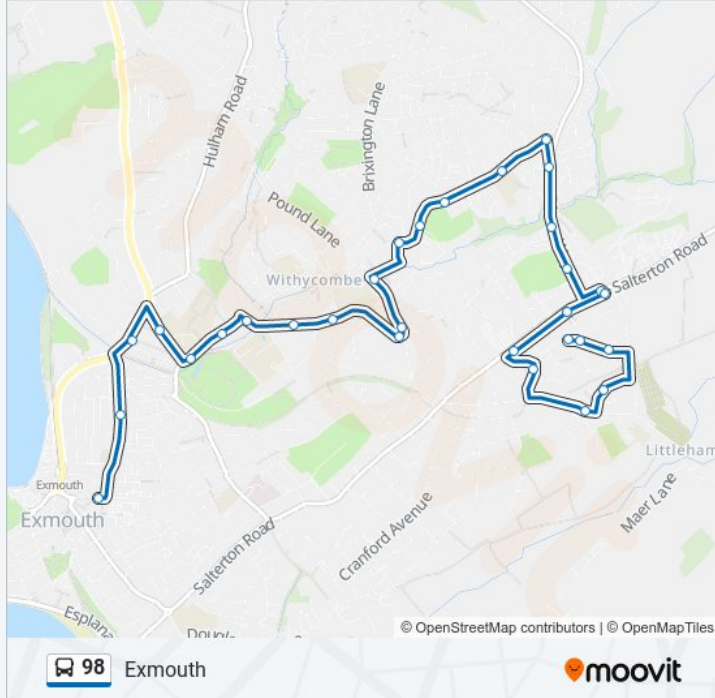 Hulham Road
Brixington Lane
Pound Lane
Withycombe
Salterton Road
Littleham
Exmouth
Exmouth
Maer Lane
Cranford Avenue
Salterton Road
Esplana
Dougla
© OpenStreetMap contributors | © OpenMapTiles
98 Exmouth
moovit